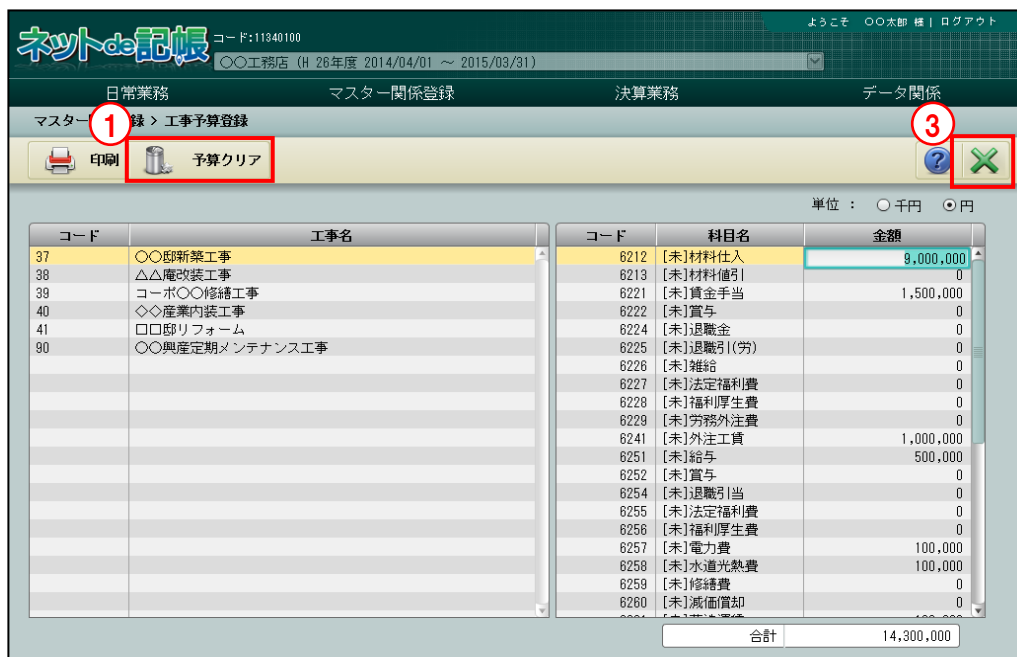 ようこそ 〇〇太郎 様 | ログアウト
ネットde記帳 コード:11340100
〇〇工務店 (H 26年度 2014/04/01 ～ 2015/03/31)
日常業務 マスター関係登録 決算業務 データ関係
マスター 録 > 工事予算登録
① ③
印刷 予算クリア ?
単位 : 千円 円
コード 工事名 コード 科目名 金額
37 〇〇邸新築工事 6212 [未]材料仕入 9,000,000
38 △△庵改装工事 6213 [未]材料値引 0
39 コーポ〇〇修繕工事 6221 [未]賃金手当 1,500,000
40 ◇◇産業内装工事 6222 [未]賞与 0
41 □□邸リフォーム 6224 [未]退職金 0
90 〇〇興産定期メンテナンス工事 6225 [未]退職引(労) 0
6226 [未]雑給 0
6227 [未]法定福利費 0
6228 [未]福利厚生費 0
6229 [未]労務外注費 0
6241 [未]外注工賃 1,000,000
6251 [未]給与 500,000
6252 [未]賞与 0
6254 [未]退職引当 0
6255 [未]法定福利費 0
6256 [未]福利厚生費 0
6257 [未]電力費 100,000
6258 [未]水道光熱費 100,000
6259 [未]修繕費 0
6260 [未]減価償却 0
合計 14,300,000